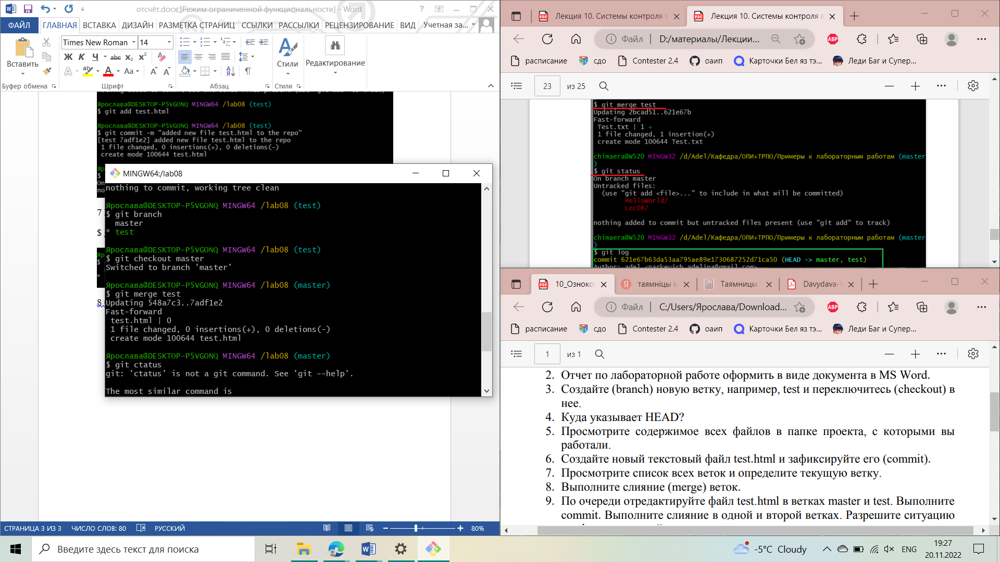 отсчёт.docx [Режим ограниченной функциональности] - Word
ФАЙЛ ГЛАВНАЯ ВСТАВКА ДИЗАЙН РАЗМЕТКА СТРАНИЦ ССЫЛКИ РАССЫЛКИ РЕЦЕНЗИРОВАНИЕ ВИД Учетная за...
Times New Roman 14
Вставить
Ж К Ч abc x₂ x²
Стили
Редактирование
Буфер обмена Шрифт Абзац Стили
Ярослава@DESKTOP-P5VGONQ MINGW64 /lab08 (test)
$ git add test.html
Ярослава@DESKTOP-P5VGONQ MINGW64 /lab08 (test)
$ git commit -m "added new file test.html to the repo"
[test 7adf1e2] added new file test.html to the repo
1 file changed, 0 insertions(+), 0 deletions(-)
create mode 100644 test.html
7
$
8
MINGW64:/lab08
nothing to commit, working tree clean
Ярослава@DESKTOP-P5VGONQ MINGW64 /lab08 (test)
$ git branch
master
* test
Ярослава@DESKTOP-P5VGONQ MINGW64 /lab08 (test)
$ git checkout master
Switched to branch 'master'
Ярослава@DESKTOP-P5VGONQ MINGW64 /lab08 (master)
$ git merge test
Updating 548a7c3..7adf1e2
Fast-forward
test.html | 0
1 file changed, 0 insertions(+), 0 deletions(-)
create mode 100644 test.html
Ярослава@DESKTOP-P5VGONQ MINGW64 /lab08 (master)
$ git ctatus
git: 'ctatus' is not a git command. See 'git --help'.
The most similar command is
СТРАНИЦА 3 ИЗ 3 ЧИСЛО СЛОВ: 80 РУССКИЙ 80%
Лекция 10. Системы контроля в Лекция 10. Системы контроля в
Файл | D:/материалы/Лекции...
ABP
расписание сдо Contester 2.4 оаип Карточки Бел яз тэ... Леди Баг и Супер...
23 из 25
$ git merge test
Updating 2bcad51..621e67b
Fast-forward
Test.txt | 1 +
1 file changed, 1 insertion(+)
create mode 100644 Test.txt
chimaera@W520 MINGW32 /d/Adel/Кафедра/ОПИ+ТРПО/Примеры к лабораторным работам (master
)
$ git status
On branch master
Untracked files:
(use "git add <file>..." to include in what will be committed)
HelloWorld/
Lec08/
nothing added to commit but untracked files present (use "git add" to track)
chimaera@W520 MINGW32 /d/Adel/Кафедра/ОПИ+ТРПО/Примеры к лабораторным работам (master
)
$ git log
commit 621e67b63da53aa795ae89e1730687252d71ca50 (HEAD -> master, test)
Author: adel <narkevich.adelina@gmail.com>
10_Озноко таямніцы м Таямницы Davydava-
Файл | C:/Users/Ярослава/Download...
ABP
расписание сдо Contester 2.4 оаип Карточки Бел яз тэ... Леди Баг и Супер...
1 из 1
2. Отчет по лабораторной работе оформить в виде документа в MS Word.
3. Создайте (branch) новую ветку, например, test и переключитесь (checkout) в
нее.
4. Куда указывает HEAD?
5. Просмотрите содержимое всех файлов в папке проекта, с которыми вы
работали.
6. Создайте новый текстовый файл test.html и зафиксируйте его (commit).
7. Просмотрите список всех веток и определите текущую ветку.
8. Выполните слияние (merge) веток.
9. По очереди отредактируйте файл test.html в ветках master и test. Выполните
commit. Выполните слияние в одной и второй ветках. Разрешите ситуацию
Введите здесь текст для поиска
-5°C Cloudy
ENG
19:27
20.11.2022